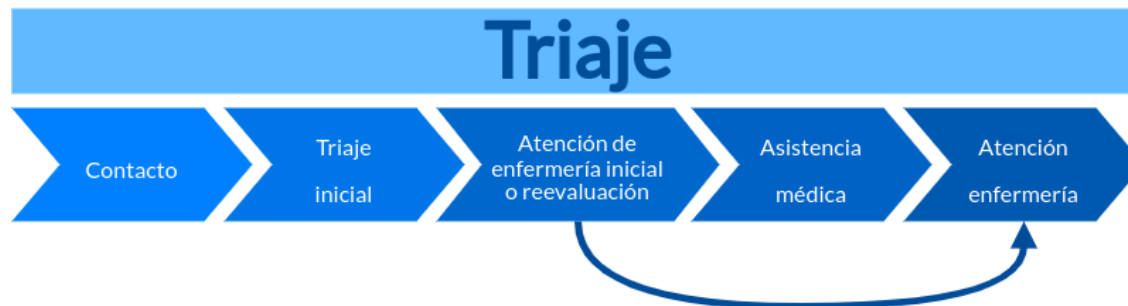 Triaje
Contacto
Triaje
inicial
Atención de
enfermería inicial
o reevaluación
Asistencia
médica
Atención
enfermería